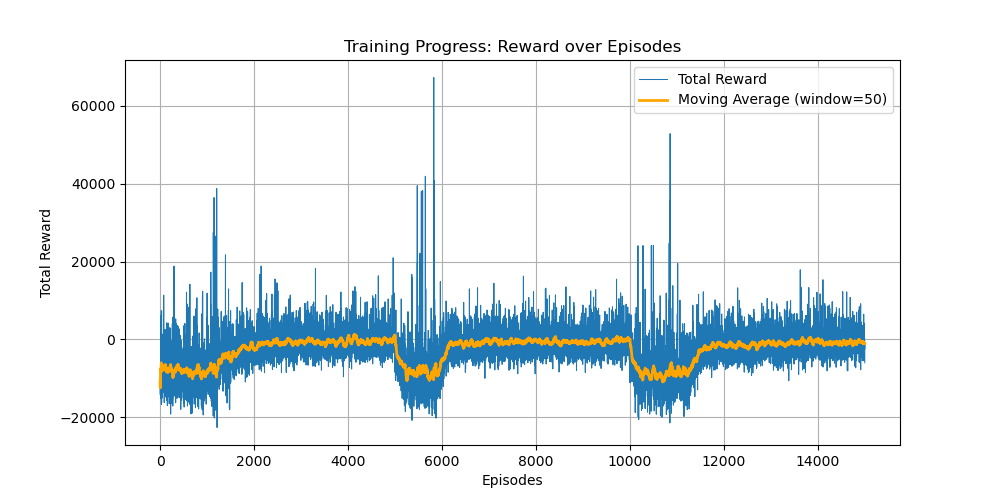 Training Progress: Reward over Episodes
Total Reward
Moving Average (window=50)
Total Reward
60000
40000
20000
0
−20000
0 2000 4000 6000 8000 10000 12000 14000
Episodes